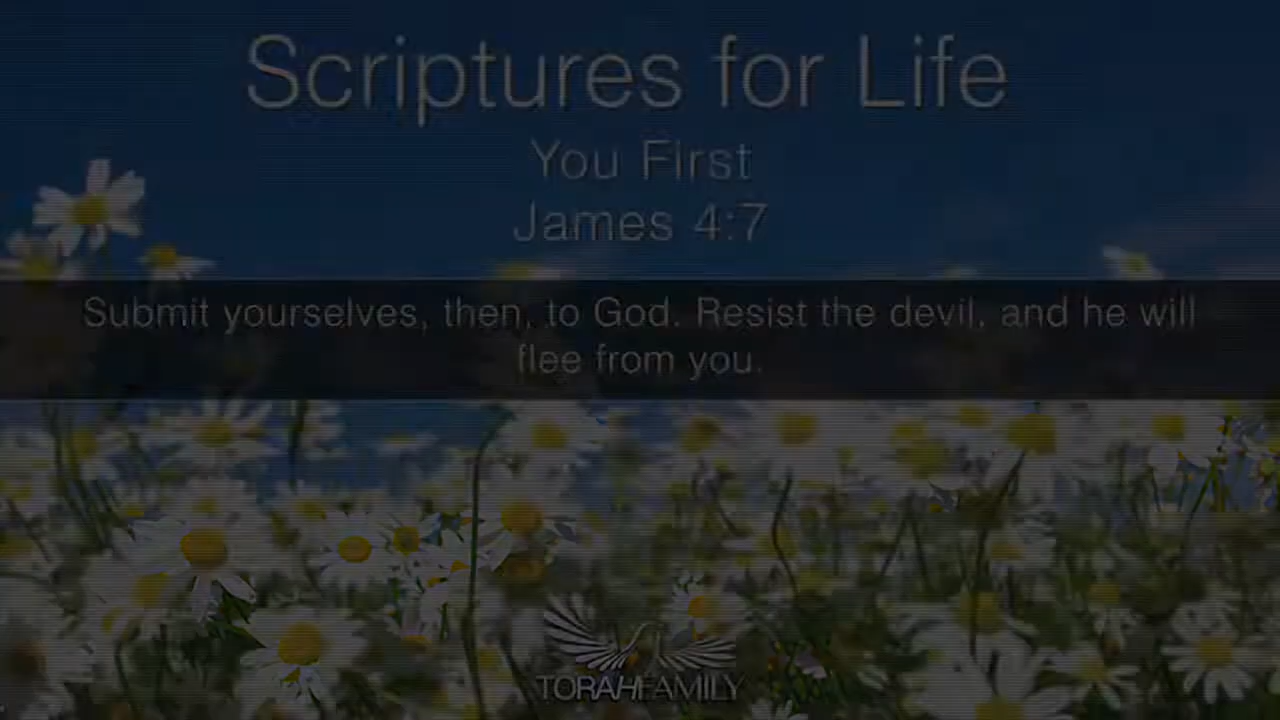 Scriptures for Life
You First
James 4:7
Submit yourselves, then, to God. Resist the devil, and he will
flee from you.
TORAHFAMILY